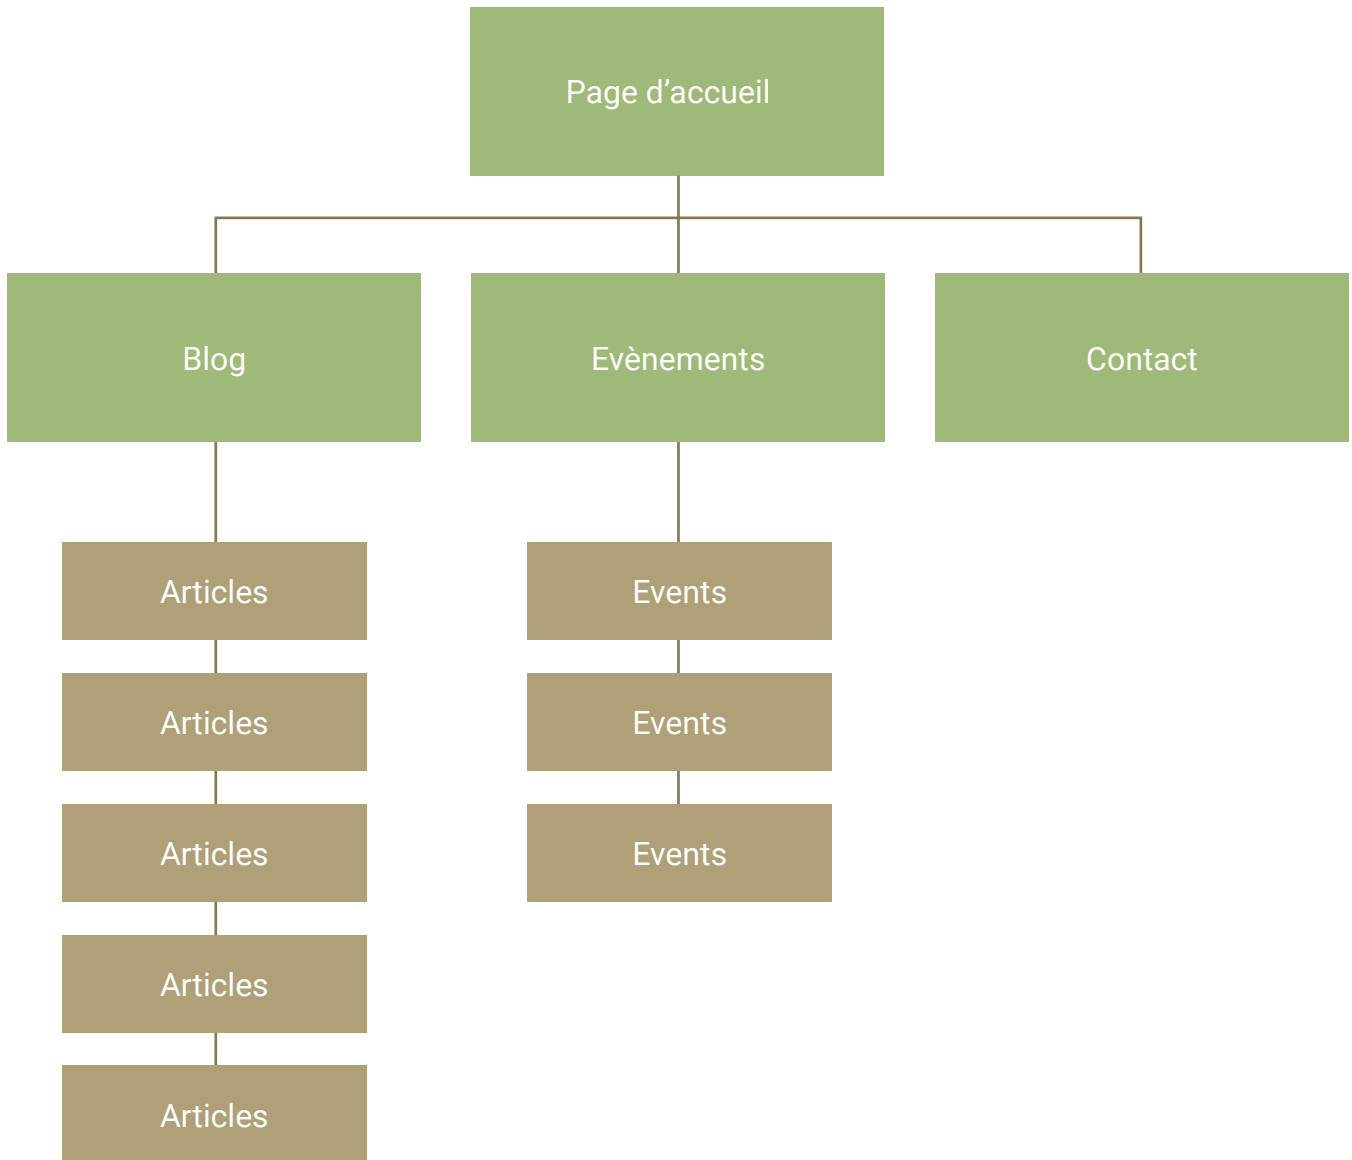 Page d’accueil
Blog
Evènements
Contact
Articles
Events
Articles
Events
Articles
Events
Articles
Articles